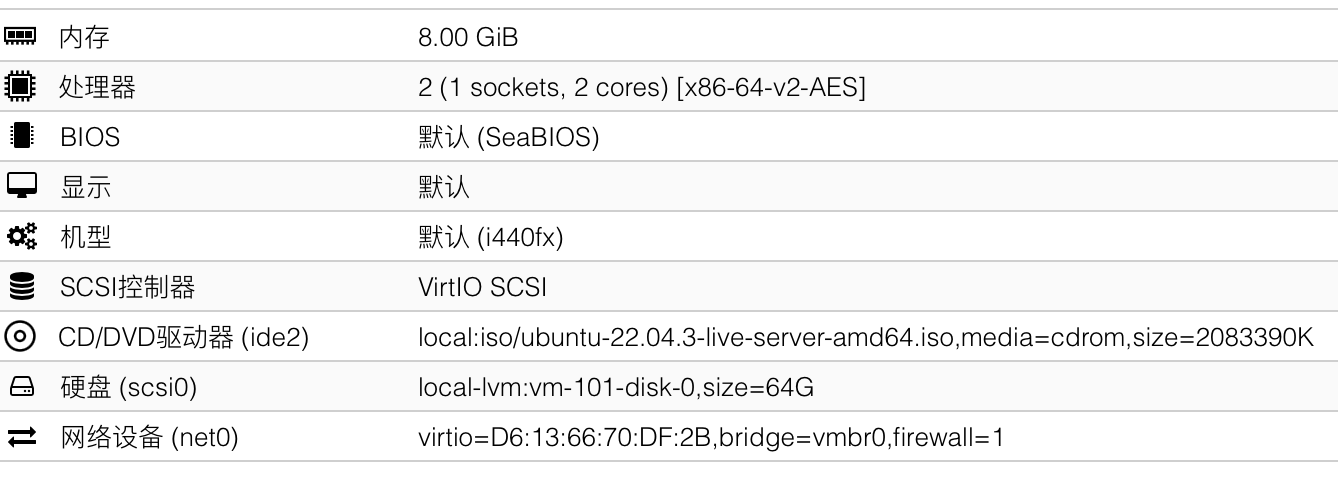 内存 8.00 GiB
处理器 2 (1 sockets, 2 cores) [x86-64-v2-AES]
BIOS 默认 (SeaBIOS)
显示 默认
机型 默认 (i440fx)
SCSI控制器 VirtIO SCSI
CD/DVD驱动器 (ide2) local:iso/ubuntu-22.04.3-live-server-amd64.iso,media=cdrom,size=2083390K
硬盘 (scsi0) local-lvm:vm-101-disk-0,size=64G
网络设备 (net0) virtio=D6:13:66:70:DF:2B,bridge=vmbr0,firewall=1